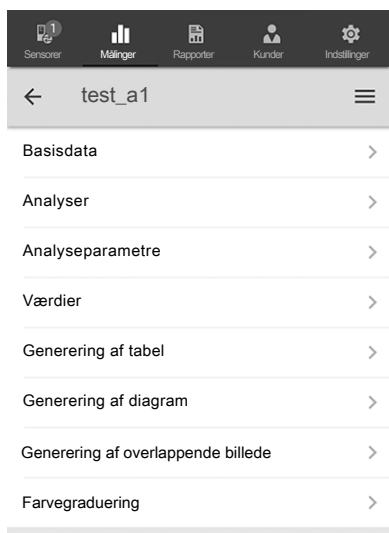 1
Sensorer Målinger Rapporter Kunder Indstillinger
test_a1
Basisdata
Analyser
Analyseparametre
Værdier
Generering af tabel
Generering af diagram
Generering af overlappende billede
Farvegraduering